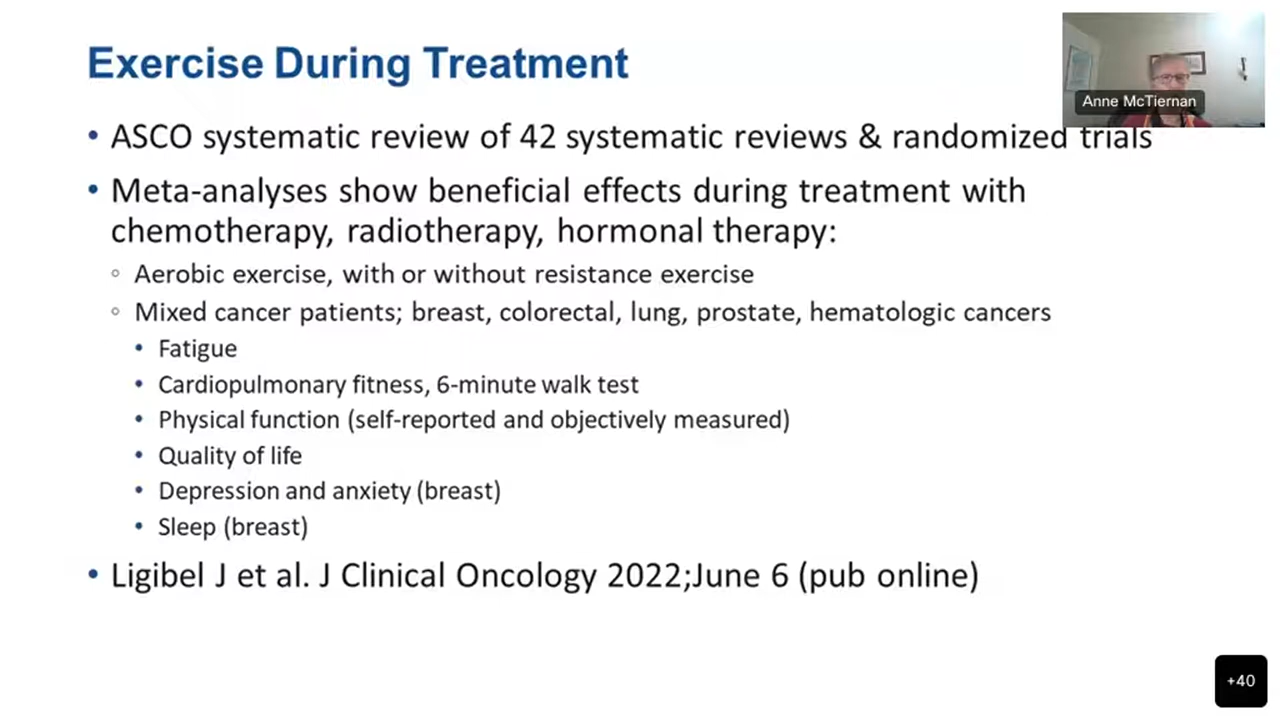 Exercise During Treatment
Anne McTiernan
• ASCO systematic review of 42 systematic reviews & randomized trials
• Meta-analyses show beneficial effects during treatment with
chemotherapy, radiotherapy, hormonal therapy:
◦ Aerobic exercise, with or without resistance exercise
◦ Mixed cancer patients; breast, colorectal, lung, prostate, hematologic cancers
• Fatigue
• Cardiopulmonary fitness, 6-minute walk test
• Physical function (self-reported and objectively measured)
• Quality of life
• Depression and anxiety (breast)
• Sleep (breast)
• Ligibel J et al. J Clinical Oncology 2022;June 6 (pub online)
+40